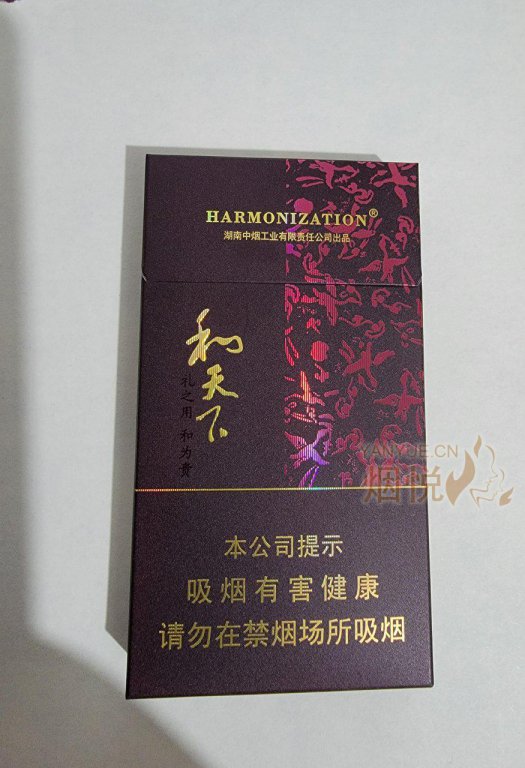 HARMONIZATION®
湖南中烟工业有限责任公司出品
和天下
礼之用 和为贵
YANYUE.CN
烟悦
本公司提示
吸烟有害健康
请勿在禁烟场所吸烟